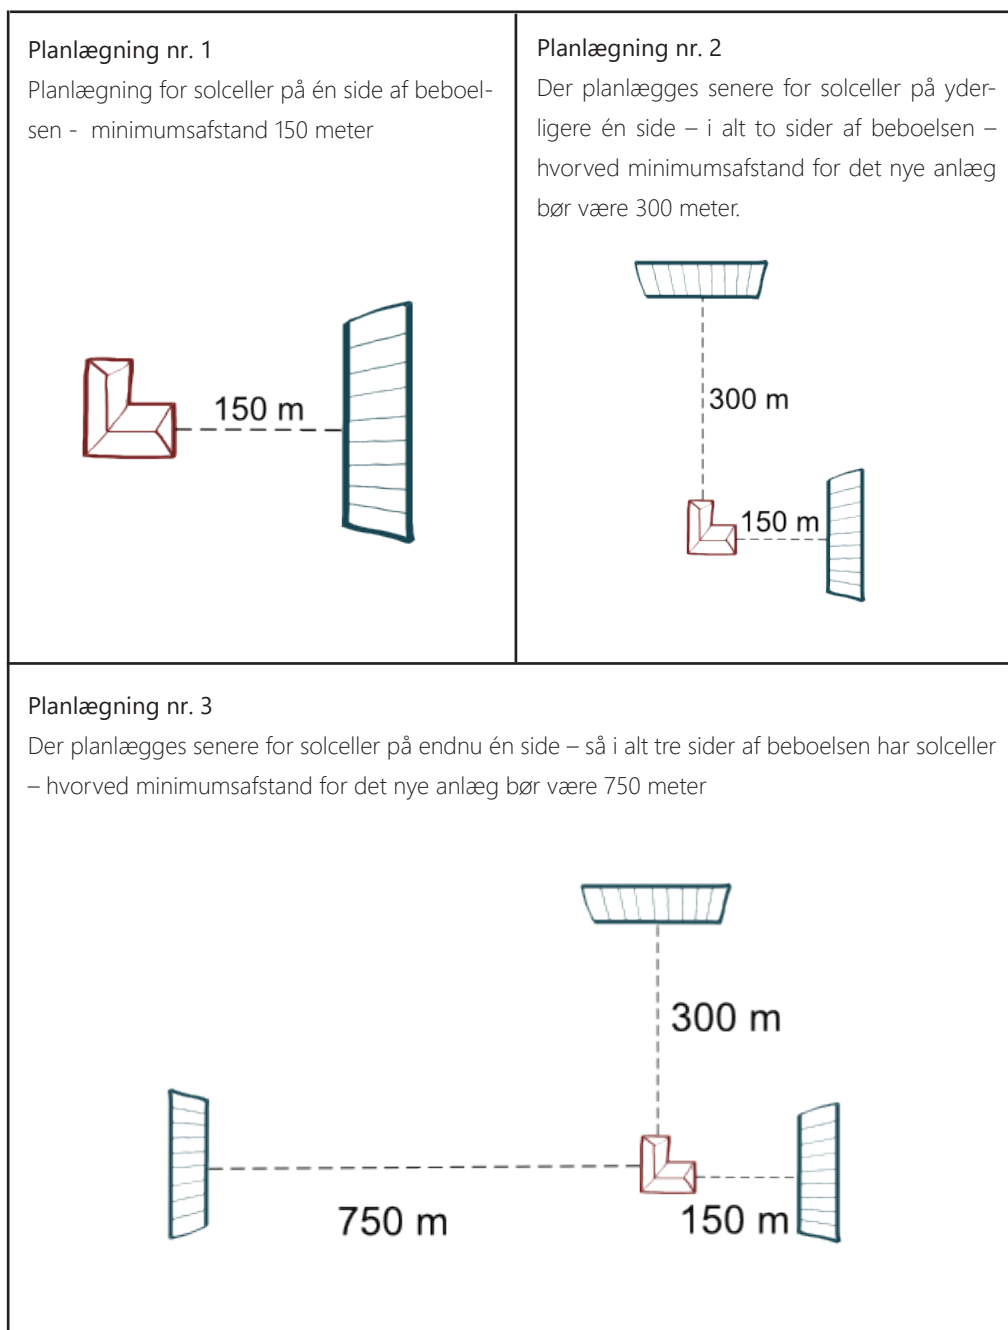 Planlægning nr. 1
Planlægning for solceller på én side af beboel-
sen - minimumsafstand 150 meter
150 m
Planlægning nr. 2
Der planlægges senere for solceller på yder-
ligere én side – i alt to sider af beboelsen –
hvorved minimumsafstand for det nye anlæg
bør være 300 meter.
300 m
150 m
Planlægning nr. 3
Der planlægges senere for solceller på endnu én side – så i alt tre sider af beboelsen har solceller
– hvorved minimumsafstand for det nye anlæg bør være 750 meter
300 m
750 m
150 m